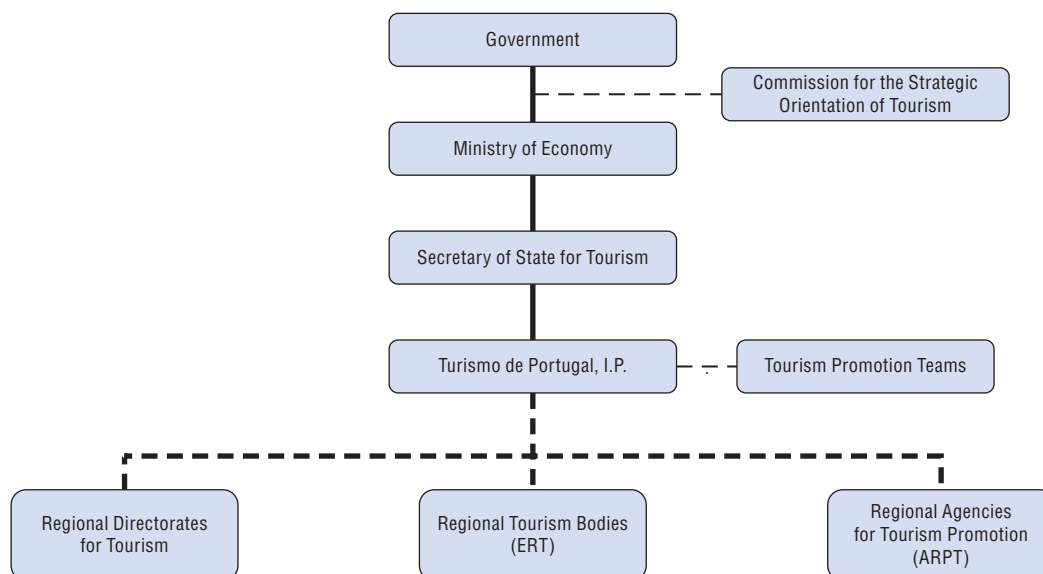 Government
Commission for the Strategic
Orientation of Tourism
Ministry of Economy
Secretary of State for Tourism
Turismo de Portugal, I.P.
Tourism Promotion Teams
Regional Directorates
for Tourism
Regional Tourism Bodies
(ERT)
Regional Agencies
for Tourism Promotion
(ARPT)